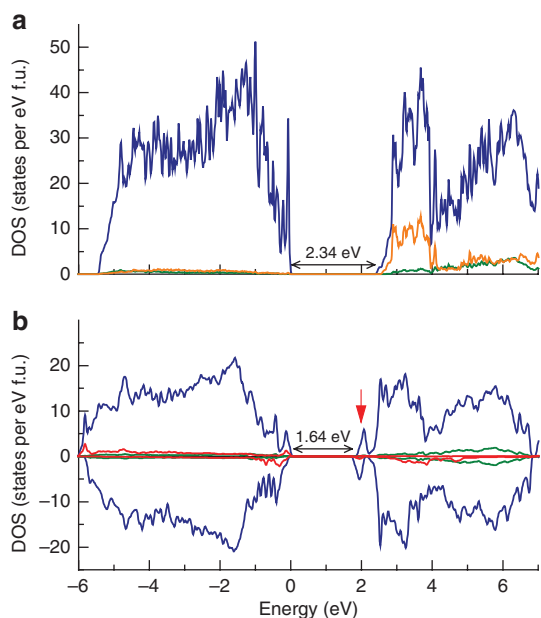 a
DOS (states per eV f.u.)
50
40
30
20
10
0
2.34 eV
b
DOS (states per eV f.u.)
20
10
0
−10
−20
1.64 eV
−6 −4 −2 0 2 4 6
Energy (eV)